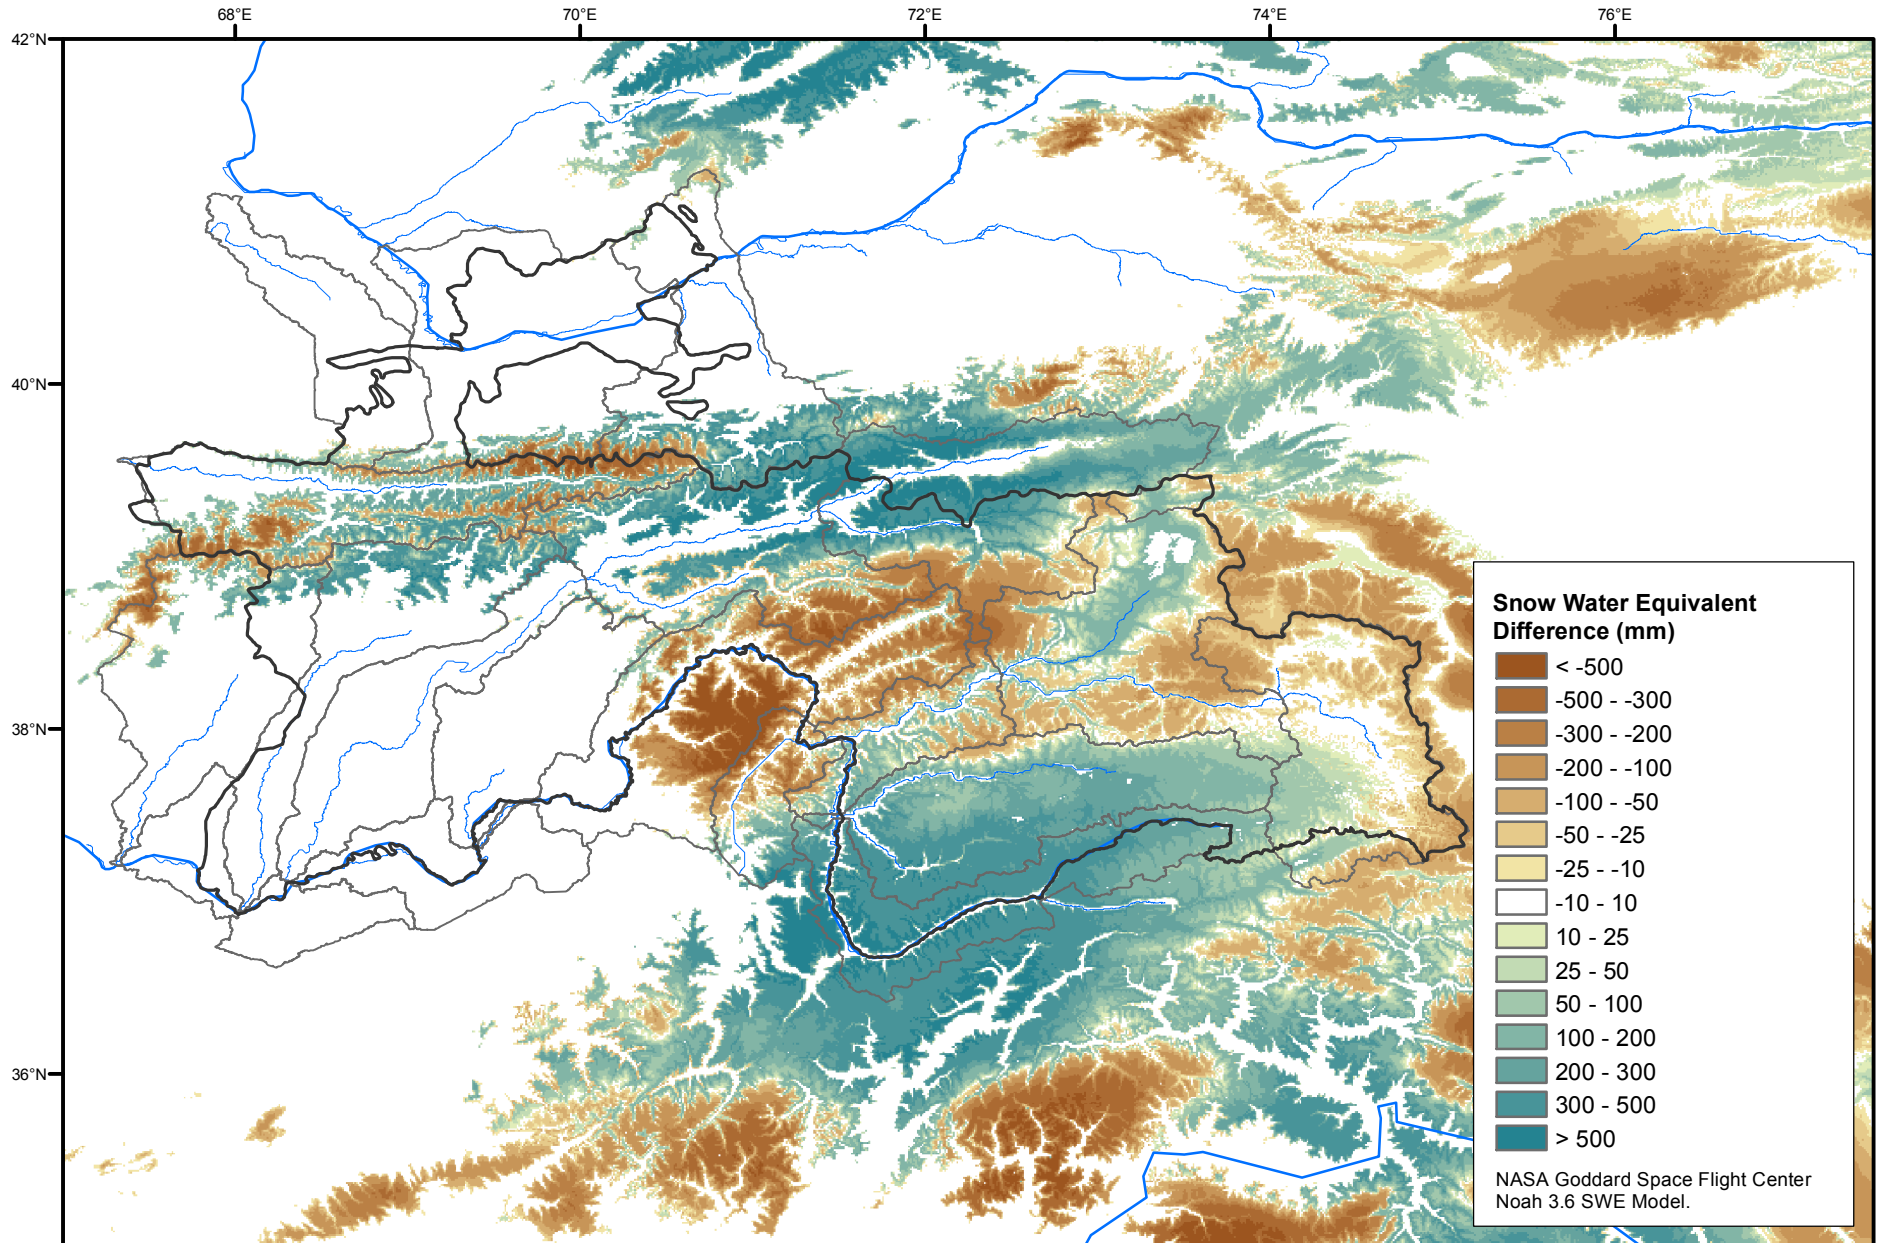 68°E 70°E 72°E 74°E 76°E
42°N
40°N
38°N
36°N
Snow Water Equivalent
Difference (mm)
< -500
-500 - -300
-300 - -200
-200 - -100
-100 - -50
-50 - -25
-25 - -10
-10 - 10
10 - 25
25 - 50
50 - 100
100 - 200
200 - 300
300 - 500
> 500
NASA Goddard Space Flight Center
Noah 3.6 SWE Model.